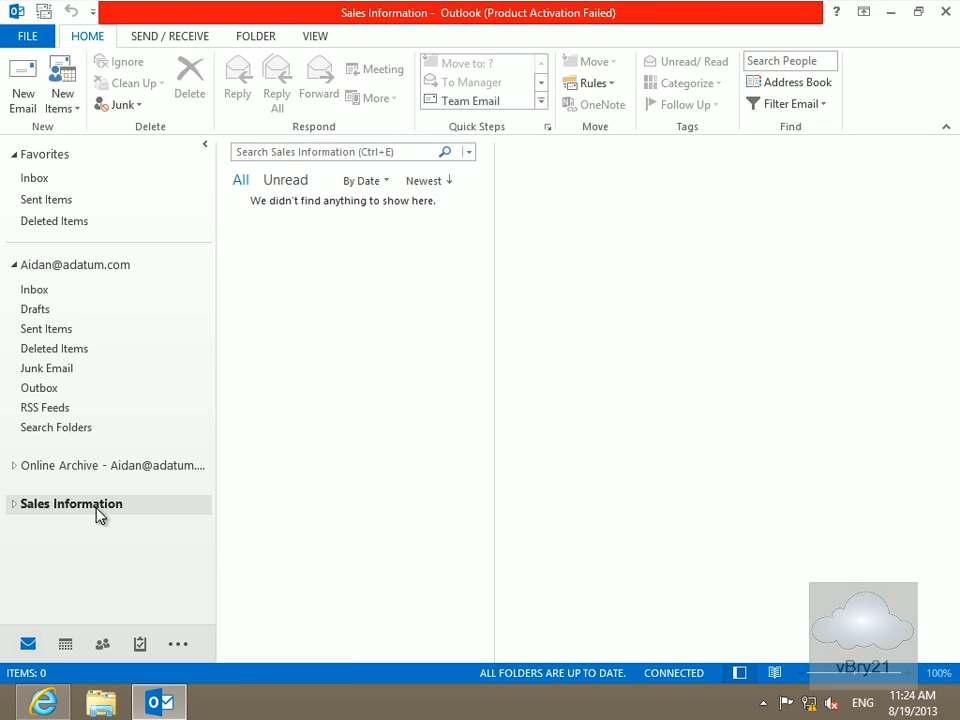 Sales Information - Outlook (Product Activation Failed)
?
FILE
HOME
SEND / RECEIVE
FOLDER
VIEW
New Email
New Items
New
Ignore
Clean Up
Junk
Delete
Delete
Reply
Reply All
Forward
Meeting
More
Respond
Move to: ?
To Manager
Team Email
Quick Steps
Move
Rules
OneNote
Move
Unread/ Read
Categorize
Follow Up
Tags
Search People
Address Book
Filter Email
Find
Favorites
Inbox
Sent Items
Deleted Items
Aidan@adatum.com
Inbox
Drafts
Sent Items
Deleted Items
Junk Email
Outbox
RSS Feeds
Search Folders
Online Archive - Aidan@adatum....
Sales Information
Search Sales Information (Ctrl+E)
All
Unread
By Date
Newest
We didn't find anything to show here.
vBry21
ITEMS: 0
ALL FOLDERS ARE UP TO DATE.
CONNECTED
100%
ENG
11:24 AM
8/19/2013